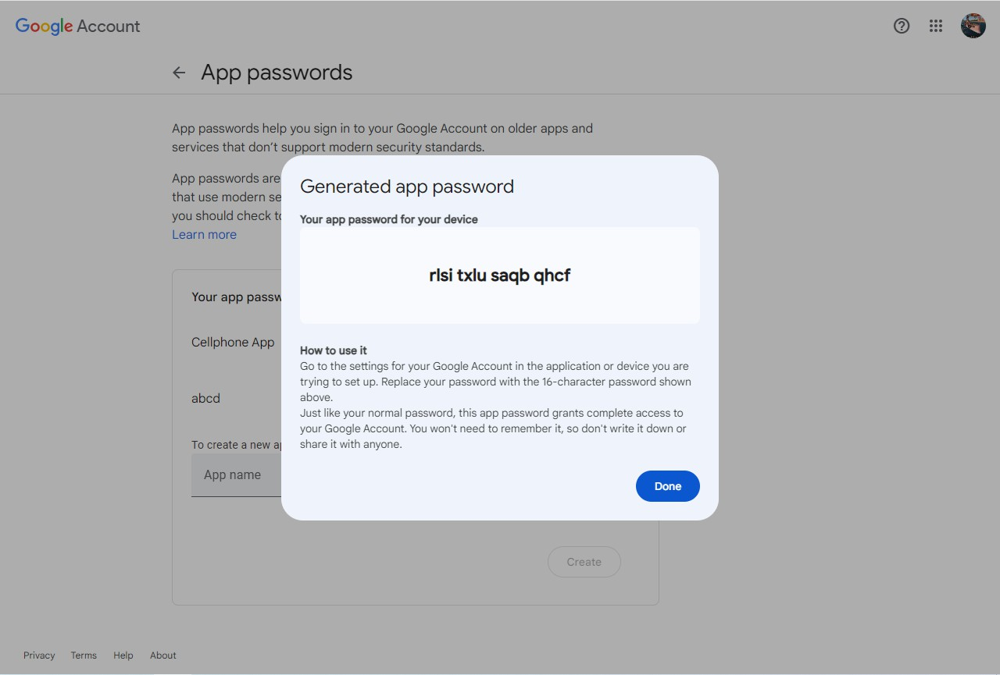 Google Account
App passwords
App passwords help you sign in to your Google Account on older apps and
services that don’t support modern security standards.
App passwords are
that use modern se
you should check to
Learn more
Your app passw
Cellphone App
abcd
To create a new ap
App name
Create
Generated app password
Your app password for your device
rlsi txlu saqb qhcf
How to use it
Go to the settings for your Google Account in the application or device you are
trying to set up. Replace your password with the 16-character password shown
above.
Just like your normal password, this app password grants complete access to
your Google Account. You won't need to remember it, so don't write it down or
share it with anyone.
Done
Privacy Terms Help About